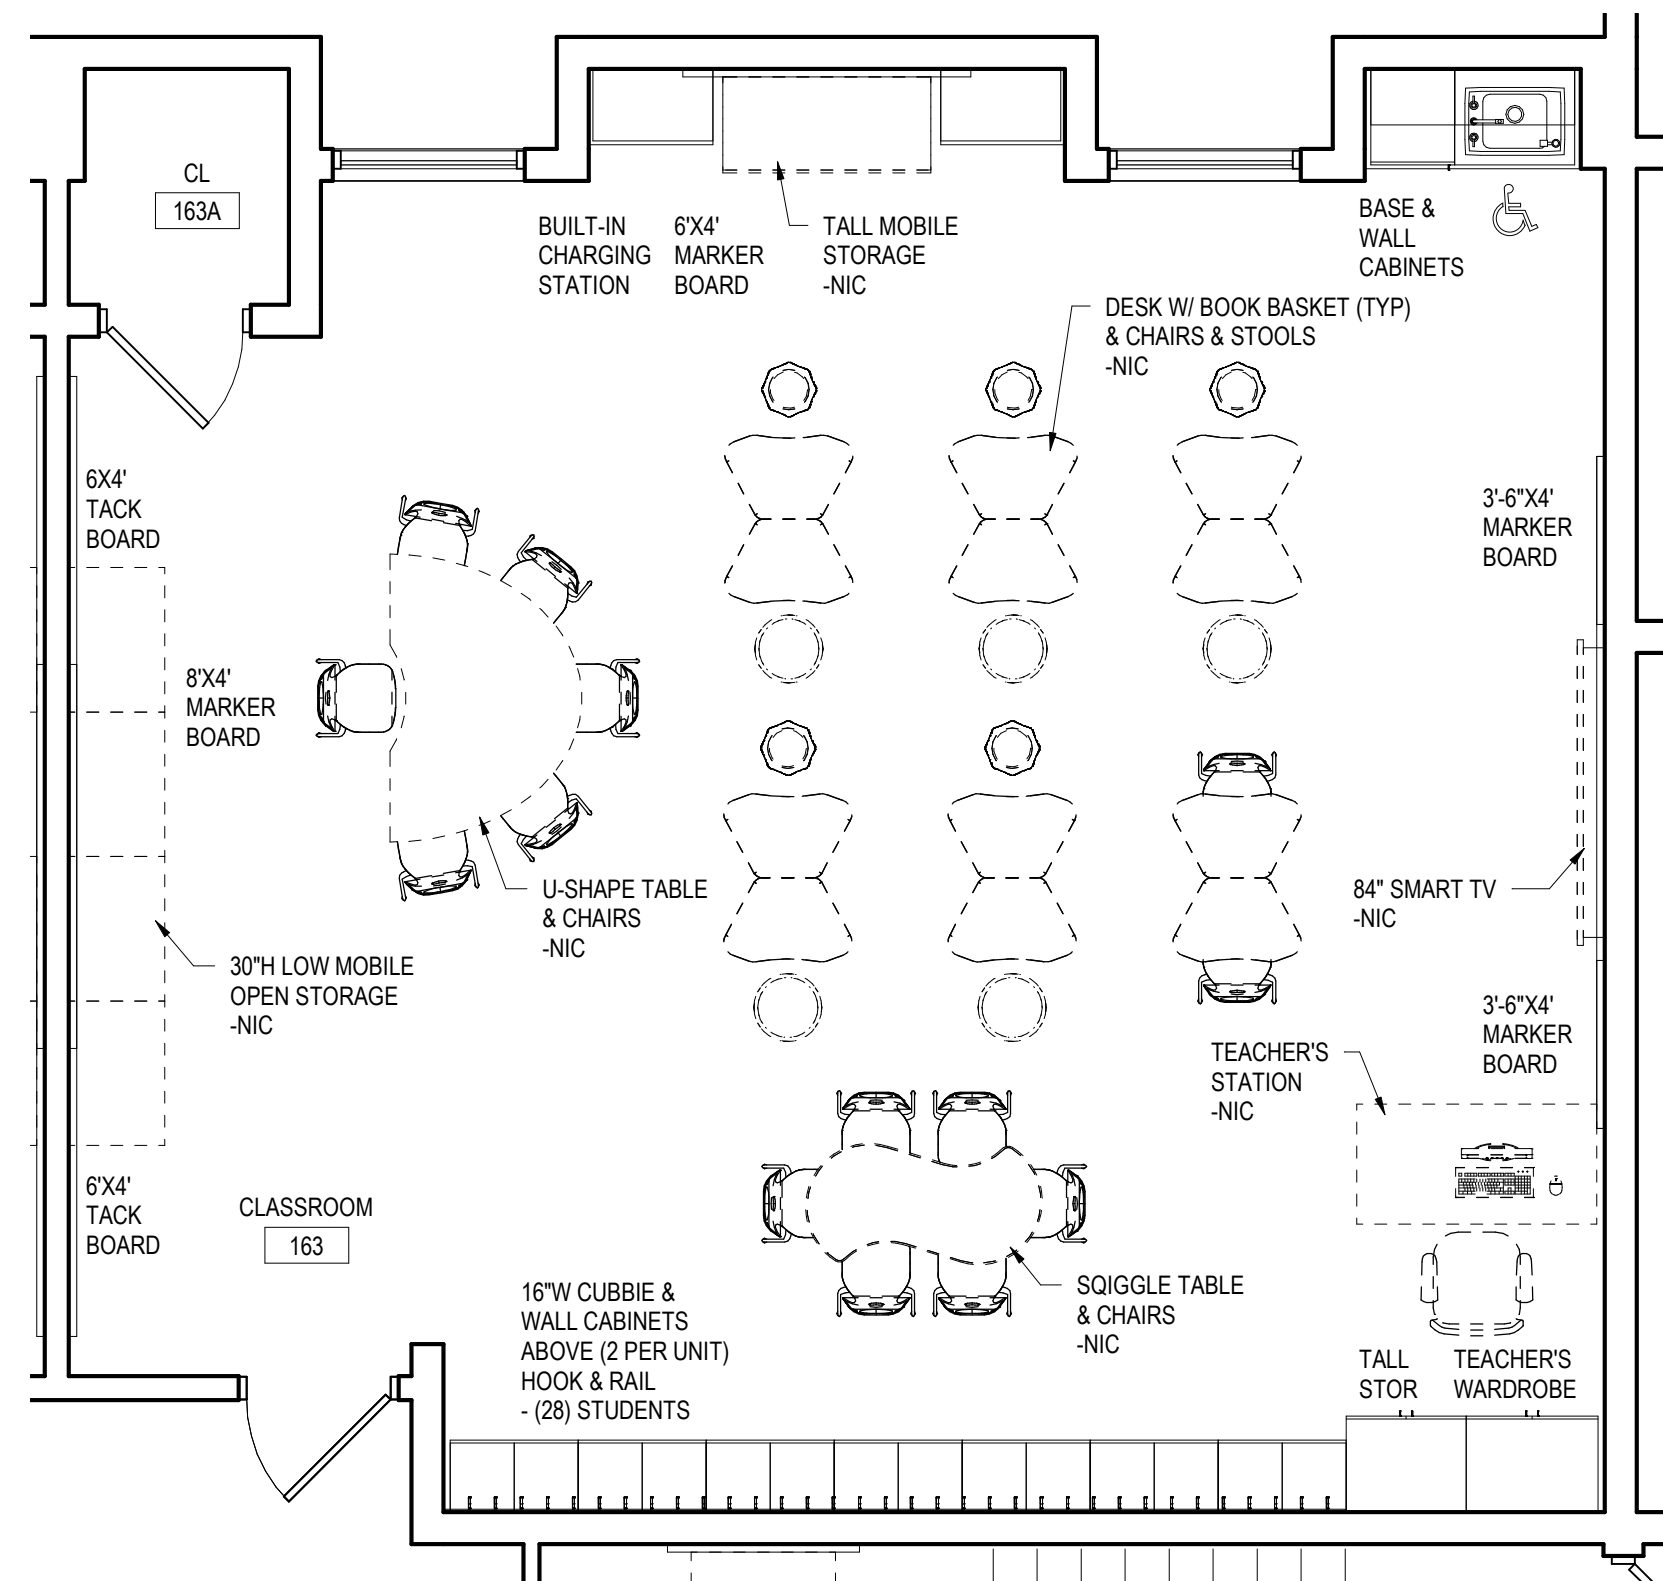 CL
163A
BUILT-IN
CHARGING
STATION
6'X4'
MARKER
BOARD
TALL MOBILE
STORAGE
-NIC
BASE &
WALL
CABINETS
DESK W/ BOOK BASKET (TYP)
& CHAIRS & STOOLS
-NIC
6X4'
TACK
BOARD
3'-6"X4'
MARKER
BOARD
8'X4'
MARKER
BOARD
U-SHAPE TABLE
& CHAIRS
-NIC
84" SMART TV
-NIC
30"H LOW MOBILE
OPEN STORAGE
-NIC
3'-6"X4'
MARKER
BOARD
TEACHER'S
STATION
-NIC
6'X4'
TACK
BOARD
CLASSROOM
163
16"W CUBBIE &
WALL CABINETS
ABOVE (2 PER UNIT)
HOOK & RAIL
- (28) STUDENTS
SQIGGLE TABLE
& CHAIRS
-NIC
TALL
STOR
TEACHER'S
WARDROBE